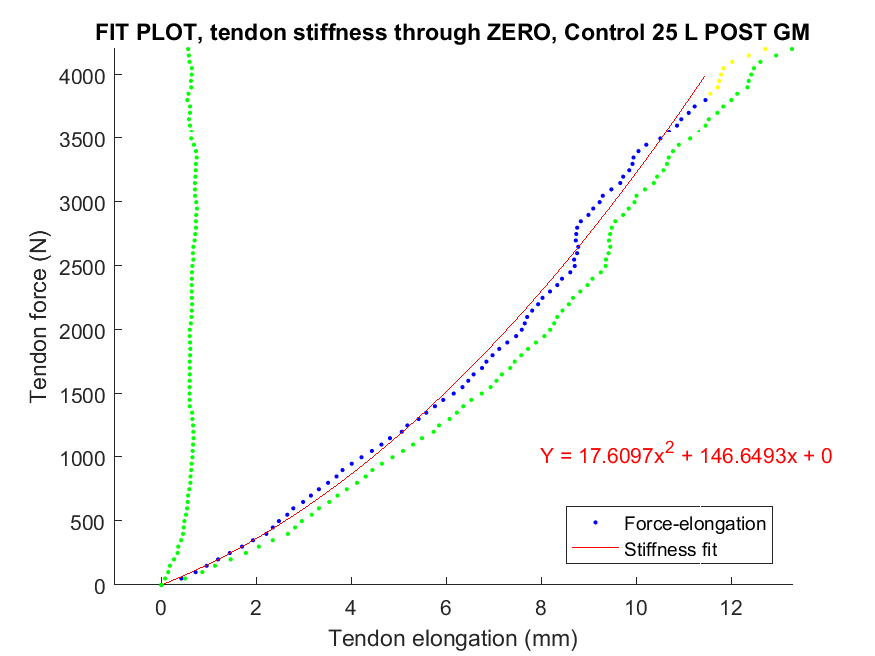 FIT PLOT, tendon stiffness through ZERO, Control 25 L POST GM
4000
3500
3000
2500
2000
1500
1000
500
0
Tendon force (N)
Y = 17.6097x² + 146.6493x + 0
Force-elongation
Stiffness fit
0 2 4 6 8 10 12
Tendon elongation (mm)